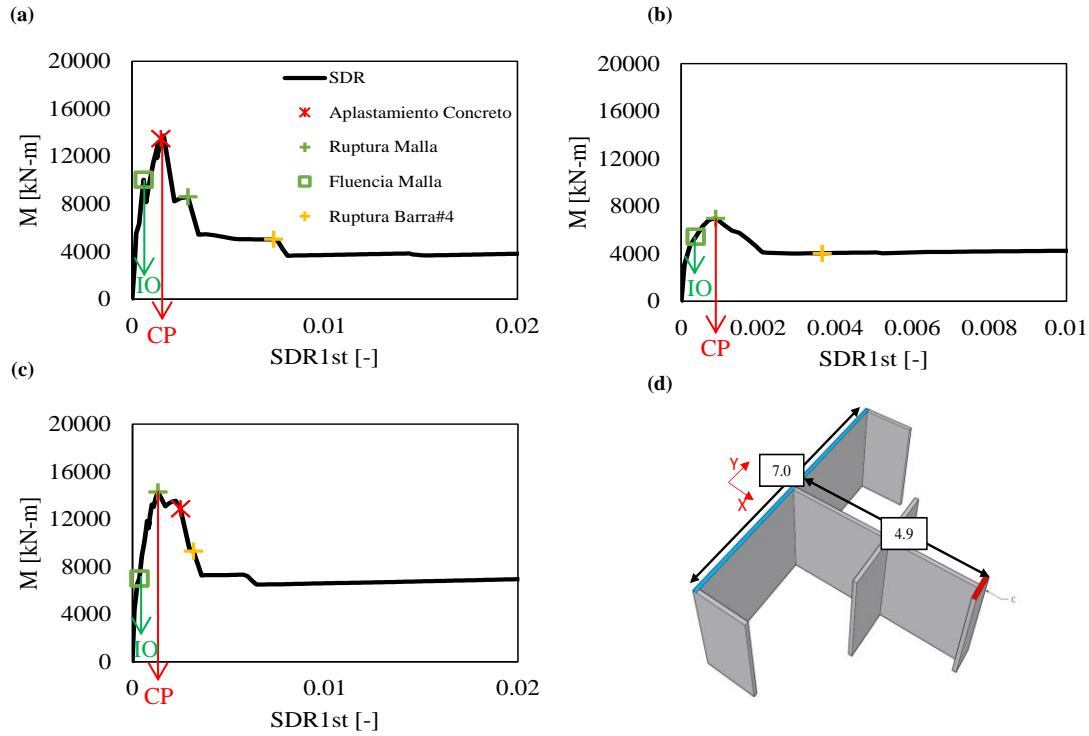 (a)
20000
16000
12000
8000
4000
0
M [kN-m]
SDR
Aplastamiento Concreto
Ruptura Malla
Fluencia Malla
Ruptura Barra#4
IO
CP
0
0.01
0.02
SDR1st [-]
(b)
20000
16000
12000
8000
4000
0
M [kN-m]
IO
CP
0
0.002
0.004
0.006
0.008
0.01
SDR1st [-]
(c)
20000
16000
12000
8000
4000
0
M [kN-m]
IO
CP
0
0.01
0.02
SDR1st [-]
(d)
Y
X
7.0
4.9
c